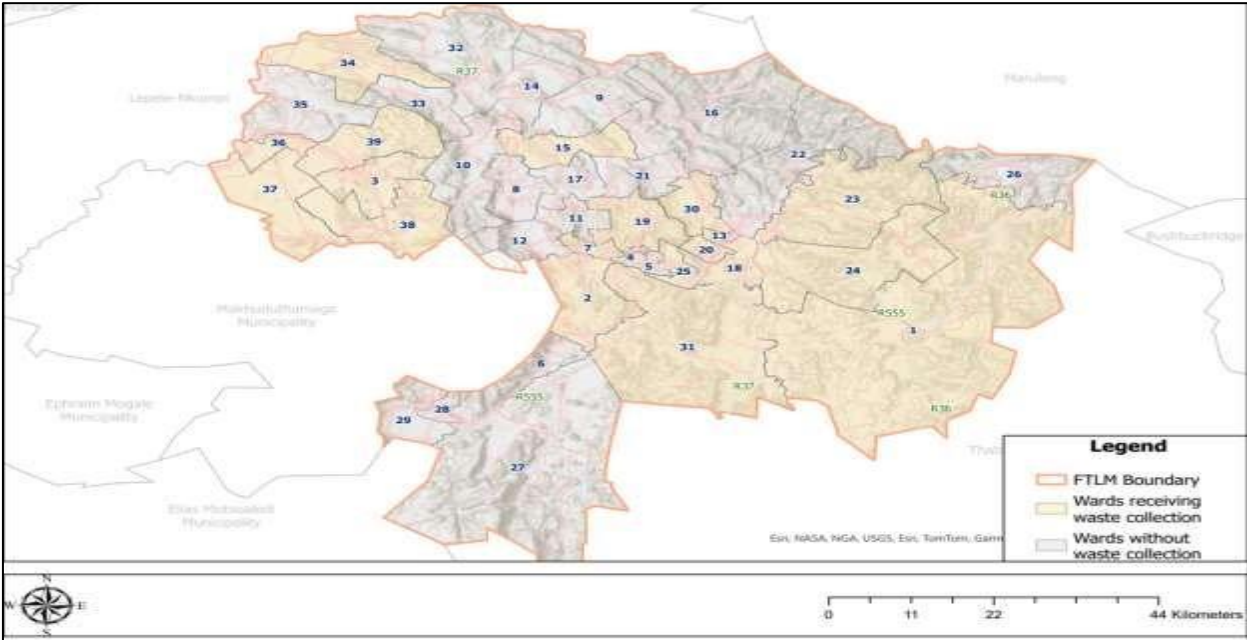 32
34
R37
Maruleng
14
Lepele-Nkumpi
35
33
9
16
36
39
15
22
10
17
21
26
37
3
8
R36
23
30
11
19
38
12
13
7
20
4
5
25
18
24
2
R555
1
Makhuduthamaga
Municipality
31
6
R37
R555
Ephraim Mogale
Municipality
28
29
R36
27
Elias Motsoaledi
Municipality
Bushbuckridge
Legend
FTLM Boundary
Wards receiving
waste collection
Wards without
waste collection
Esri, NASA, NGA, USGS, Esri, TomTom, Garm
N
W E
S
0 11 22 44 Kilometers